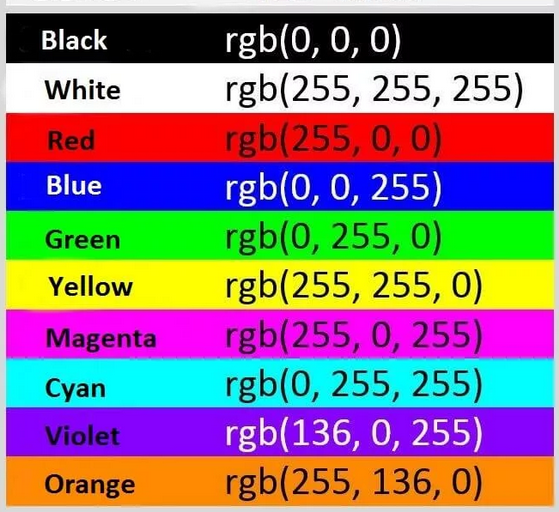 Black rgb(0, 0, 0)
White rgb(255, 255, 255)
Red rgb(255, 0, 0)
Blue rgb(0, 0, 255)
Green rgb(0, 255, 0)
Yellow rgb(255, 255, 0)
Magenta rgb(255, 0, 255)
Cyan rgb(0, 255, 255)
Violet rgb(136, 0, 255)
Orange rgb(255, 136, 0)